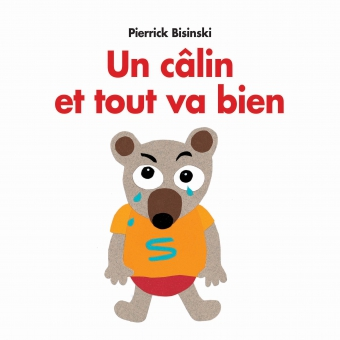 Pierrick Bisinski
Un câlin
et tout va bien
S